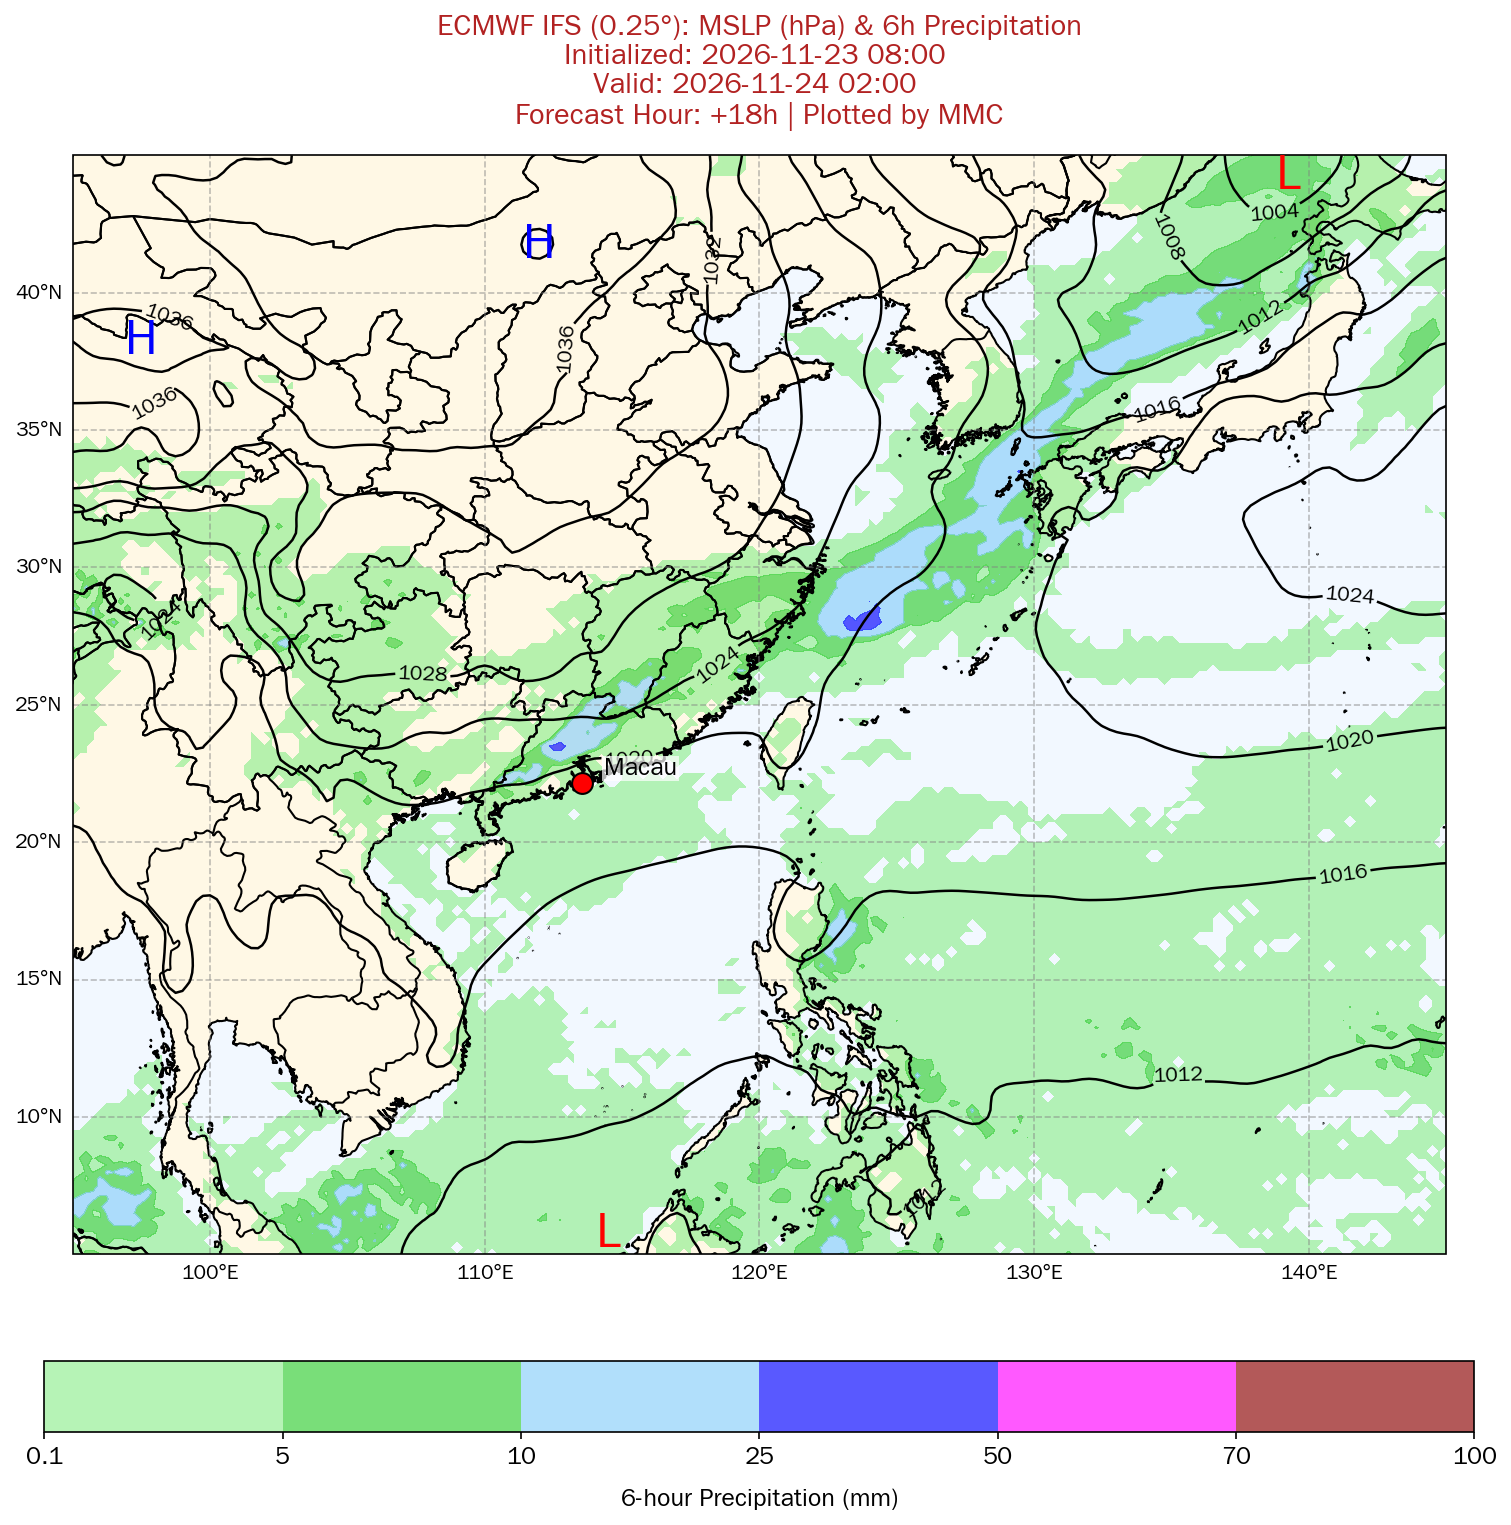 ECMWF IFS (0.25°): MSLP (hPa) & 6h Precipitation
Initialized: 2026-11-23 08:00
Valid: 2026-11-24 02:00
Forecast Hour: +18h | Plotted by MMC
L
1004
1008
H
1032
40°N
1036
H
1012
1036
1036
1016
35°N
30°N
1024
1024
1028
1024
25°N
1020
1020
Macau
20°N
1016
15°N
1012
10°N
1012
L
100°E
110°E
120°E
130°E
140°E
0.1
5
10
25
50
70
100
6-hour Precipitation (mm)